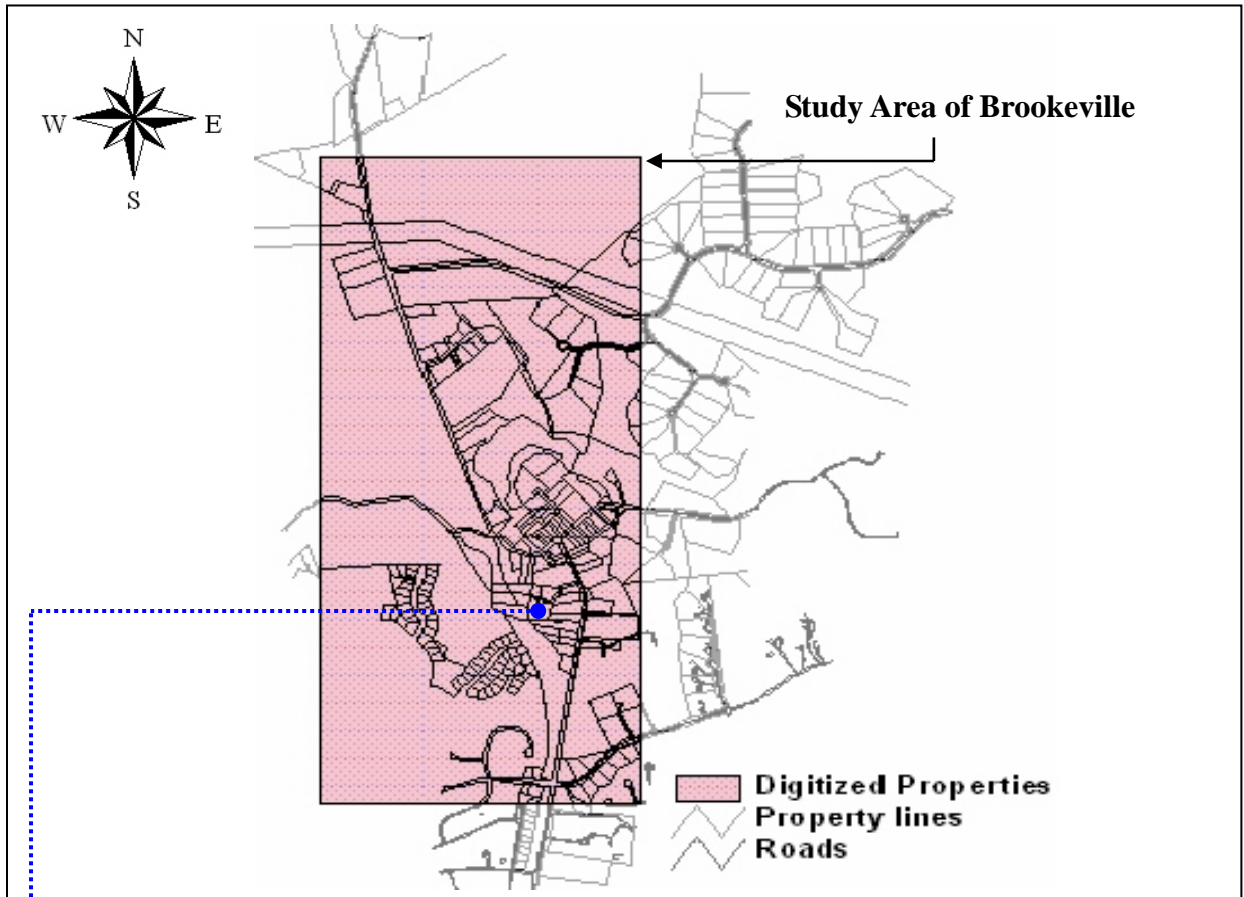 N
W E
S
Study Area of Brookeville
Digitized Properties
Property lines
Roads